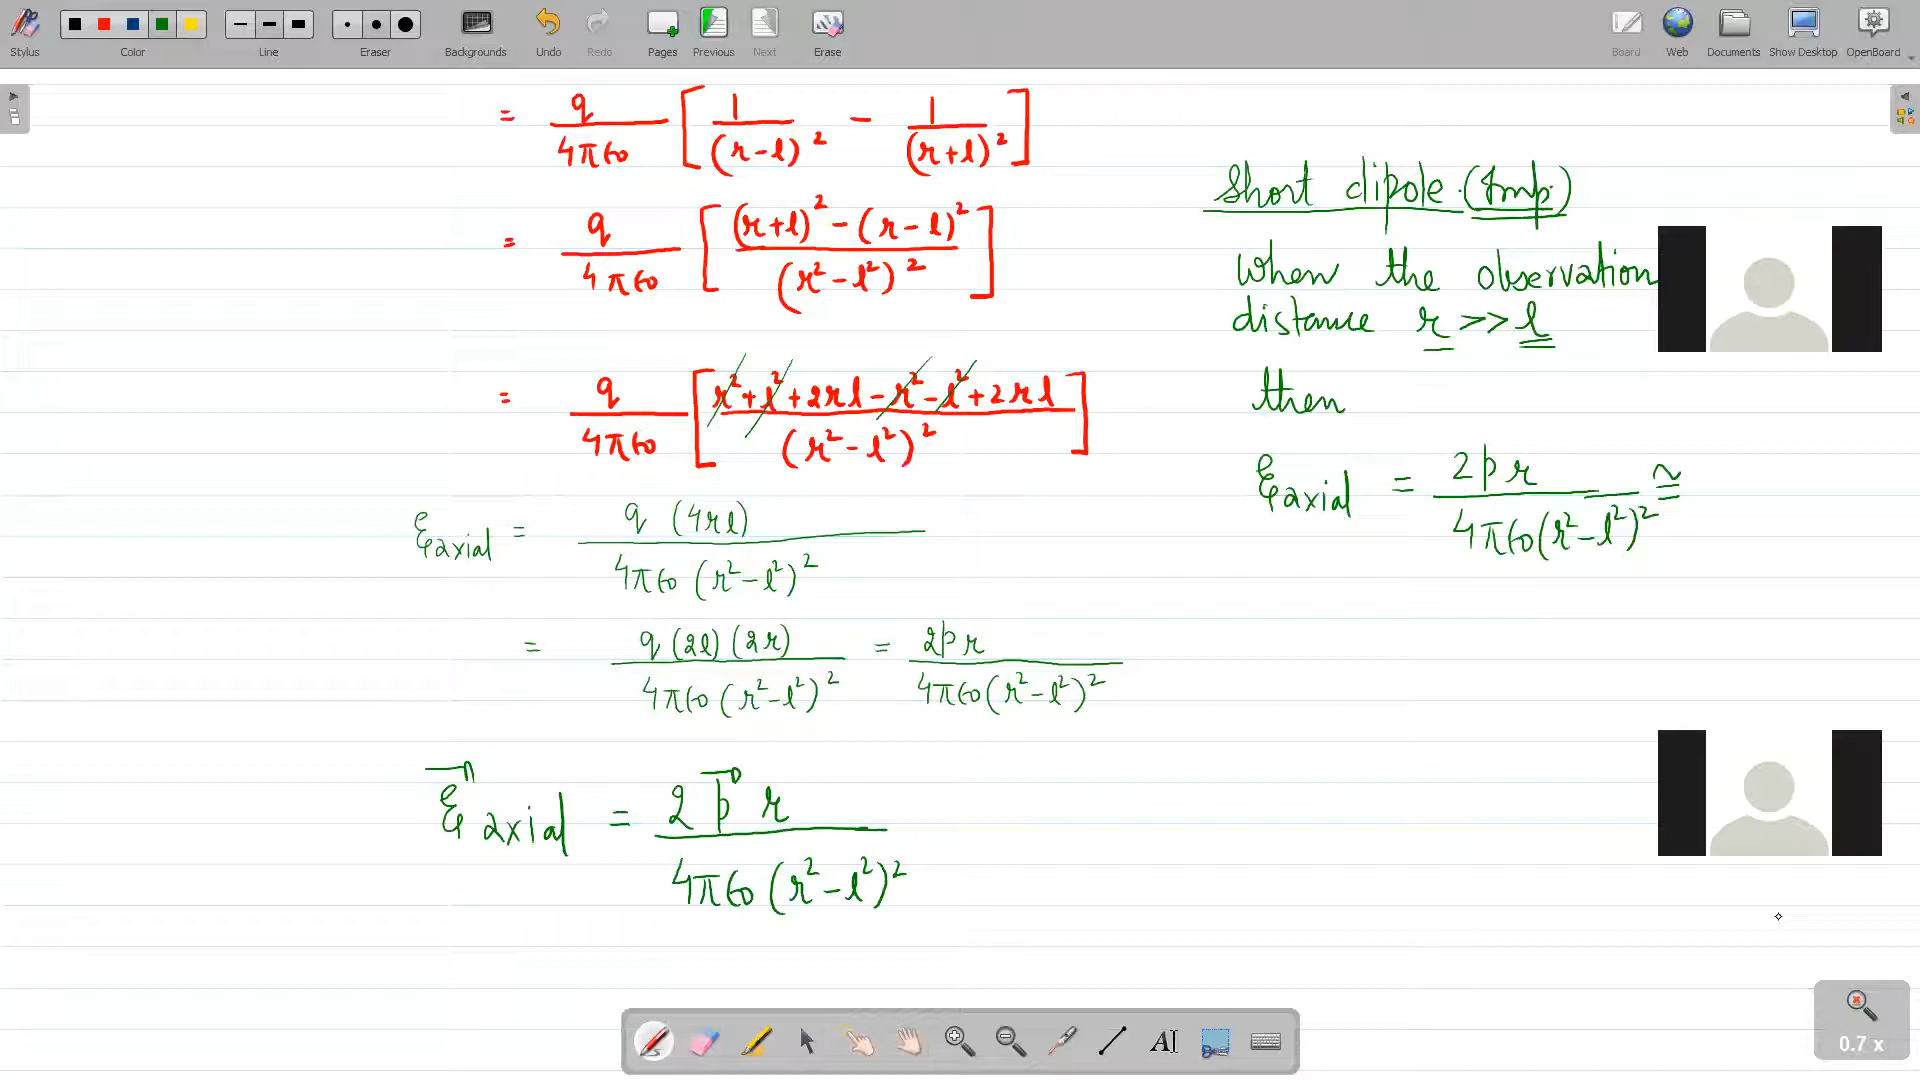 Stylus Color Line Eraser Backgrounds Undo Redo Pages Previous Next Erase Board Web Documents Show Desktop OpenBoard
= q/4πϵ0 [1/(r-l)² - 1/(r+l)²]
= q/4πϵ0 [(r+l)² - (r-l)²/(r²-l²)²]
= q/4πϵ0 [r²+l²+2rl-r²-l²+2rl/(r²-l²)²]
Eaxial = q(4rl)/4πϵ0(r²-l²)²
= q(2l)(2r)/4πϵ0(r²-l²)² = 2pr/4πϵ0(r²-l²)²
E⃗axial = 2p⃗r/4πϵ0(r²-l²)²
Short dipole. (Imp.)
When the observation
distance r >> l
then
Eaxial = 2pr/4πϵ0(r²-l²)² ≅
0.7 x